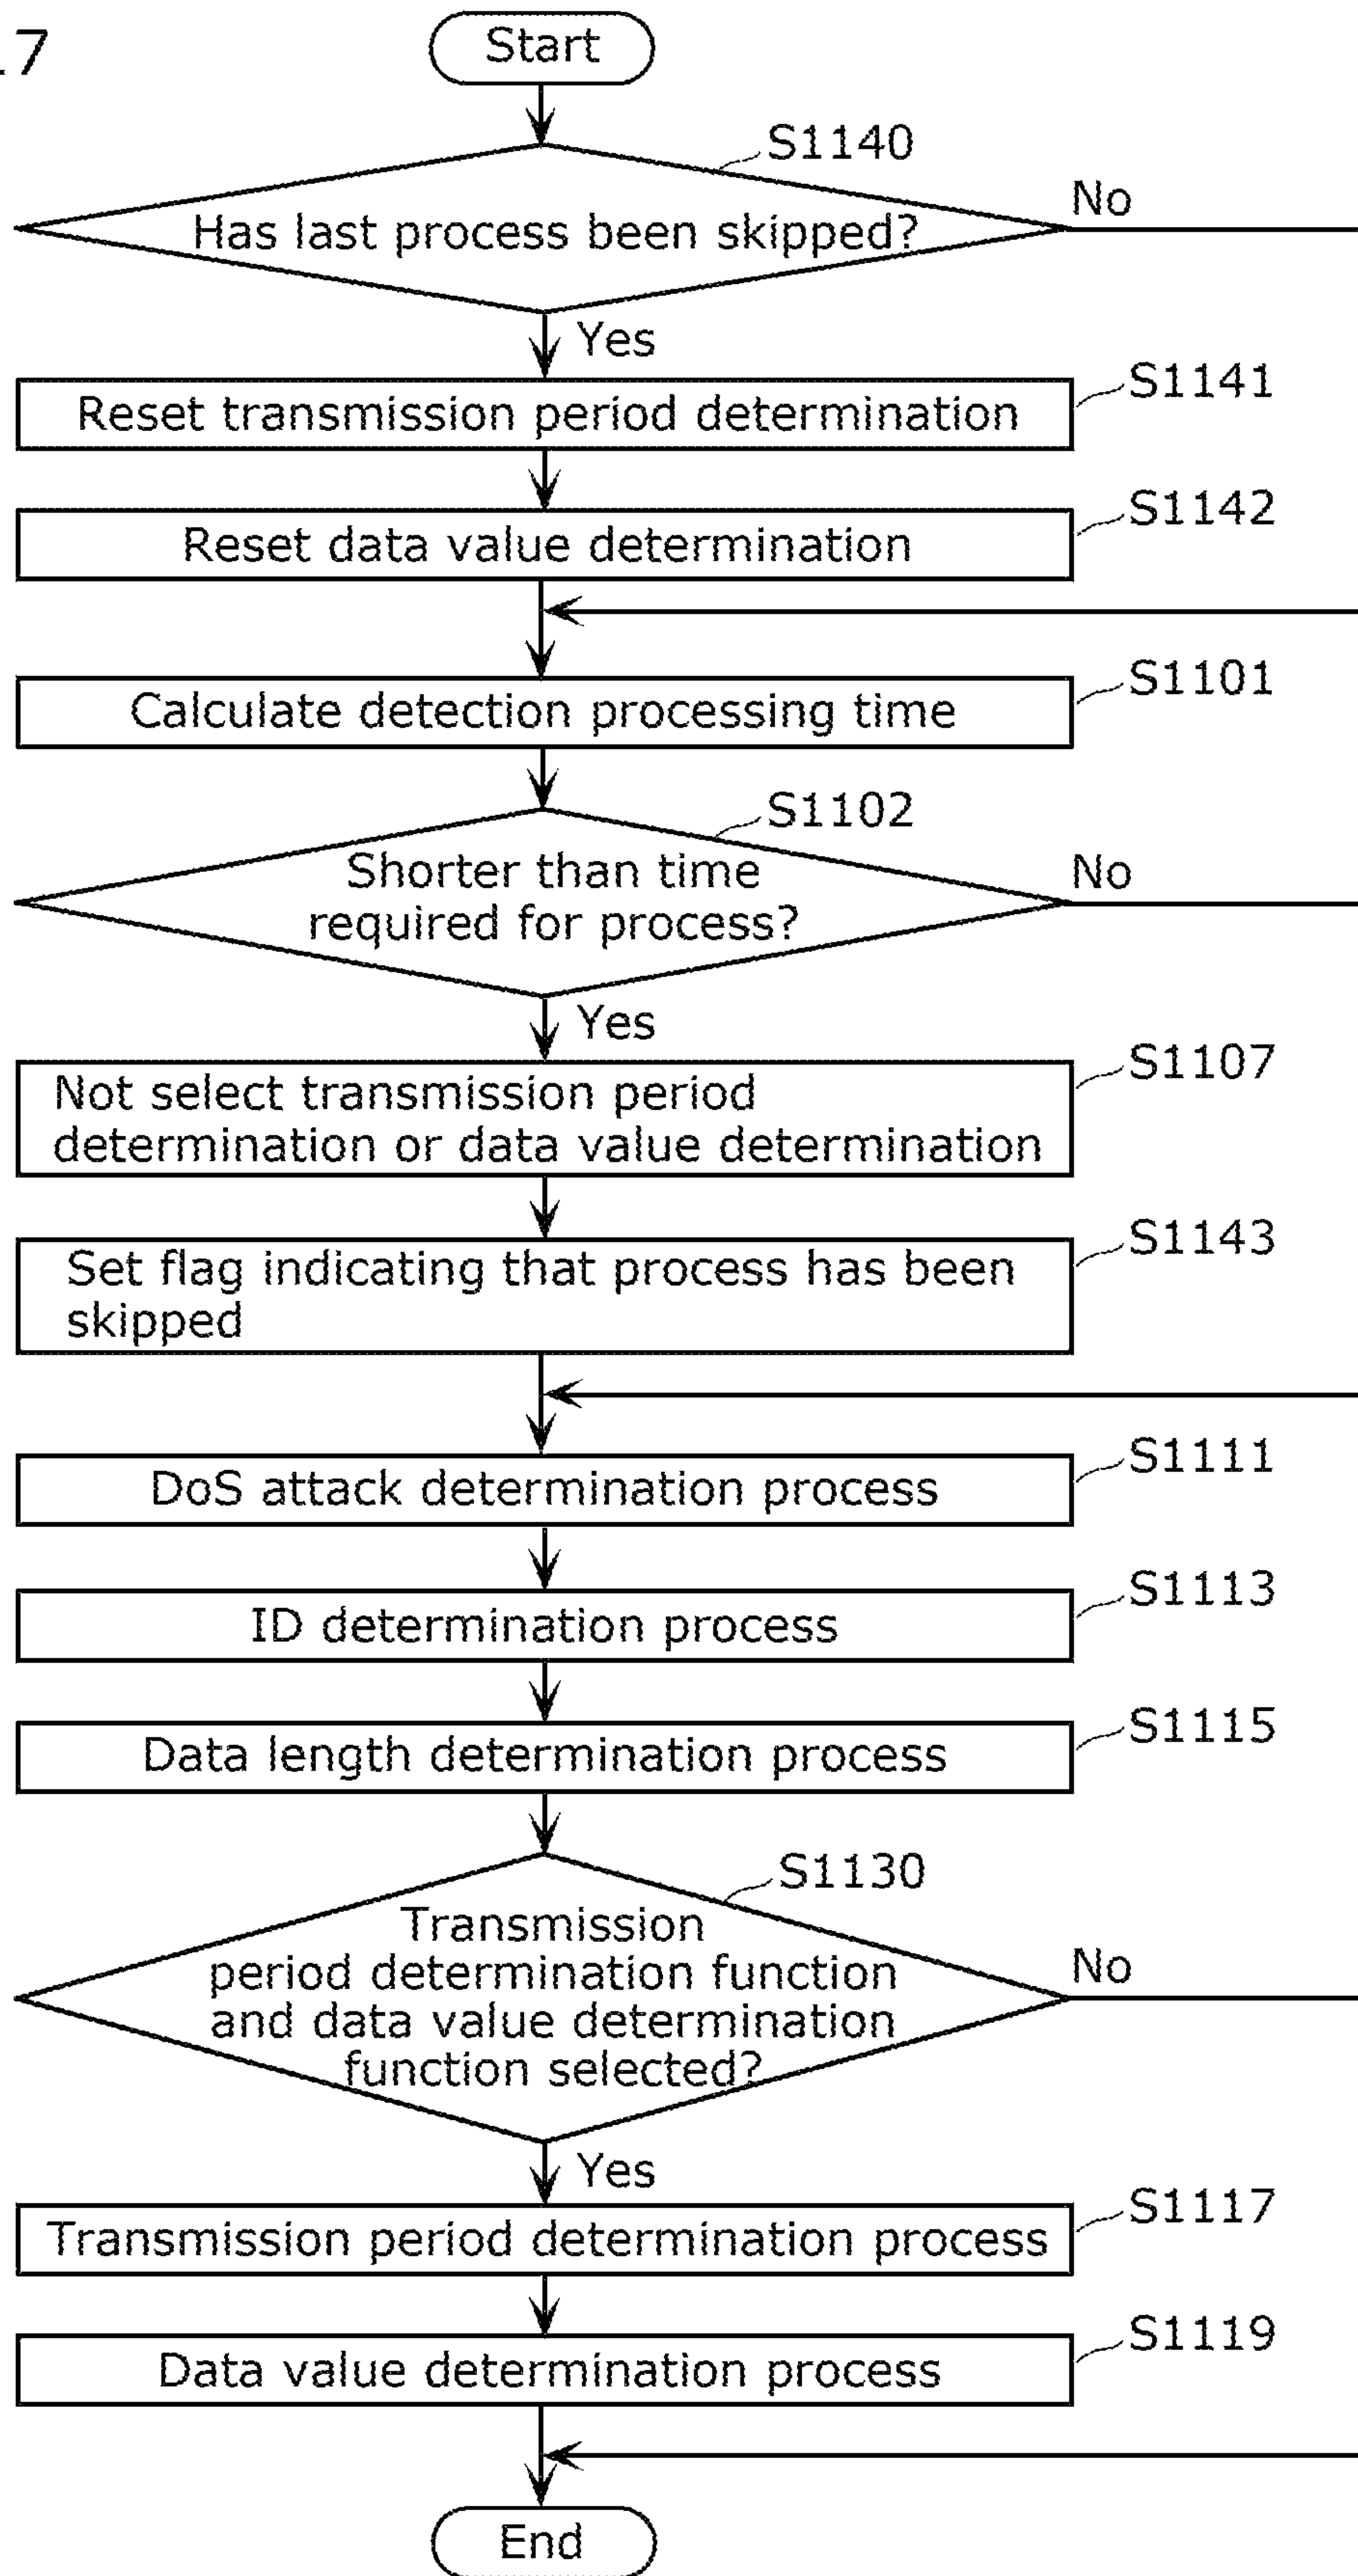 .7
Start
S1140
Has last process been skipped?
No
Yes
S1141
Reset transmission period determination
S1142
Reset data value determination
S1101
Calculate detection processing time
S1102
Shorter than time
required for process?
No
Yes
S1107
Not select transmission period
determination or data value determination
S1143
Set flag indicating that process has been
skipped
S1111
DoS attack determination process
S1113
ID determination process
S1115
Data length determination process
S1130
Transmission
period determination function
and data value determination
function selected?
No
Yes
S1117
Transmission period determination process
S1119
Data value determination process
End